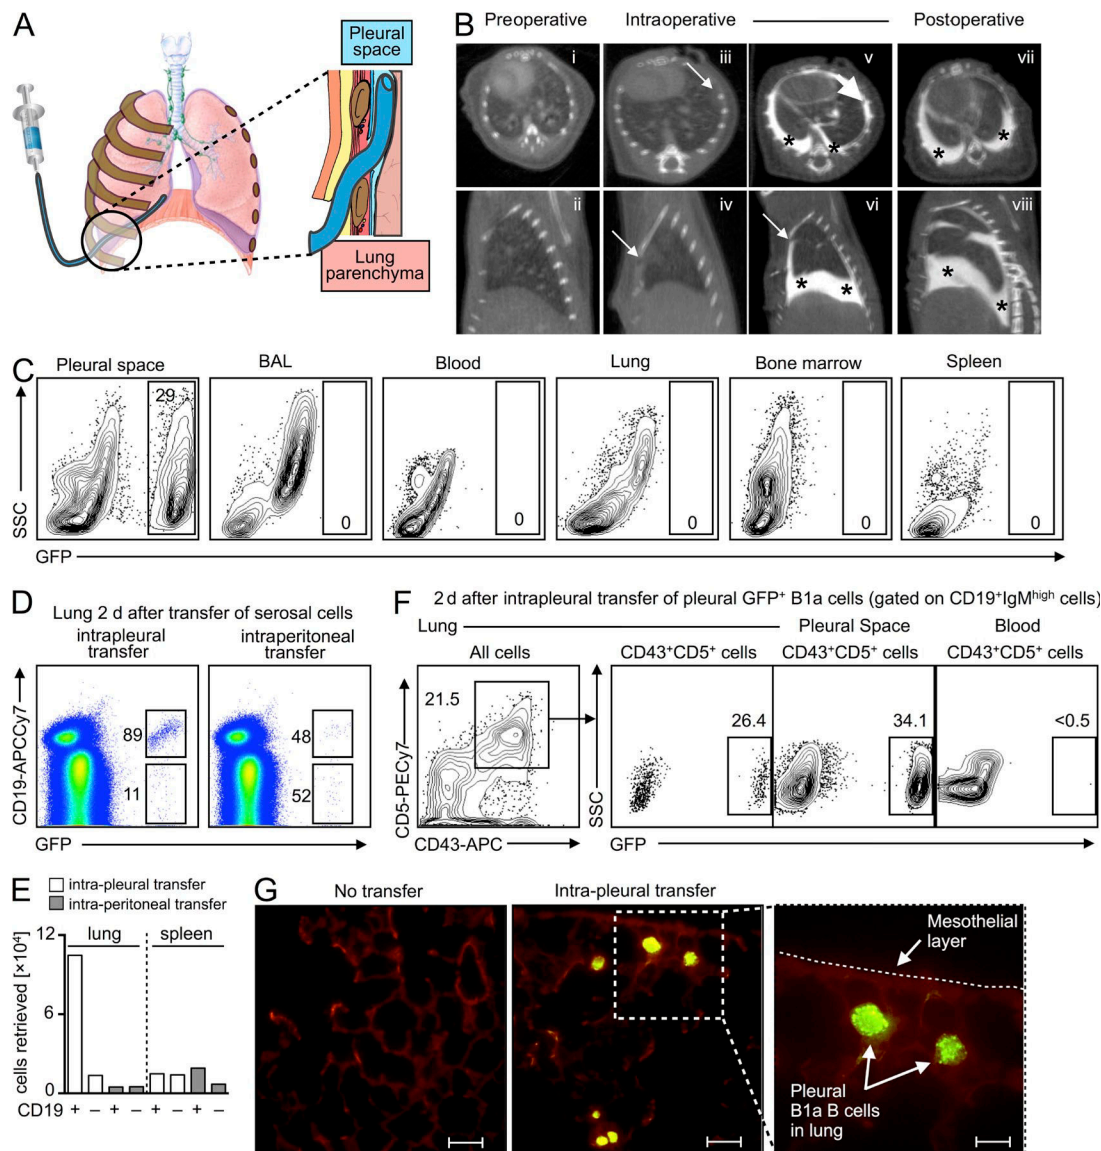 A
Pleural
space
Lung
parenchyma
B
Preoperative
Intraoperative
Postoperative
i
iii
v
vii
*
*
*
*
ii
iv
vi
viii
*
*
*
*
C
Pleural space
BAL
Blood
Lung
Bone marrow
Spleen
29
0
0
0
0
0
SSC
GFP
D
Lung 2 d after transfer of serosal cells
intrapleural
transfer
intraperitoneal
transfer
CD19-APCCy7
89
11
48
52
GFP
F
2 d after intrapleural transfer of pleural GFP⁺ B1a cells (gated on CD19⁺IgMʰⁱᵍʰ cells)
Lung
Pleural Space
Blood
All cells
CD43⁺CD5⁺ cells
CD43⁺CD5⁺ cells
CD43⁺CD5⁺ cells
21.5
26.4
34.1
<0.5
CD5-PECy7
CD43-APC
SSC
GFP
E
intra-pleural transfer
intra-peritoneal transfer
lung
spleen
cells retrieved [×10⁴]
12
6
0
CD19 + – + – + – + –
G
No transfer
Intra-pleural transfer
Mesothelial
layer
Pleural
B1a B cells
in lung